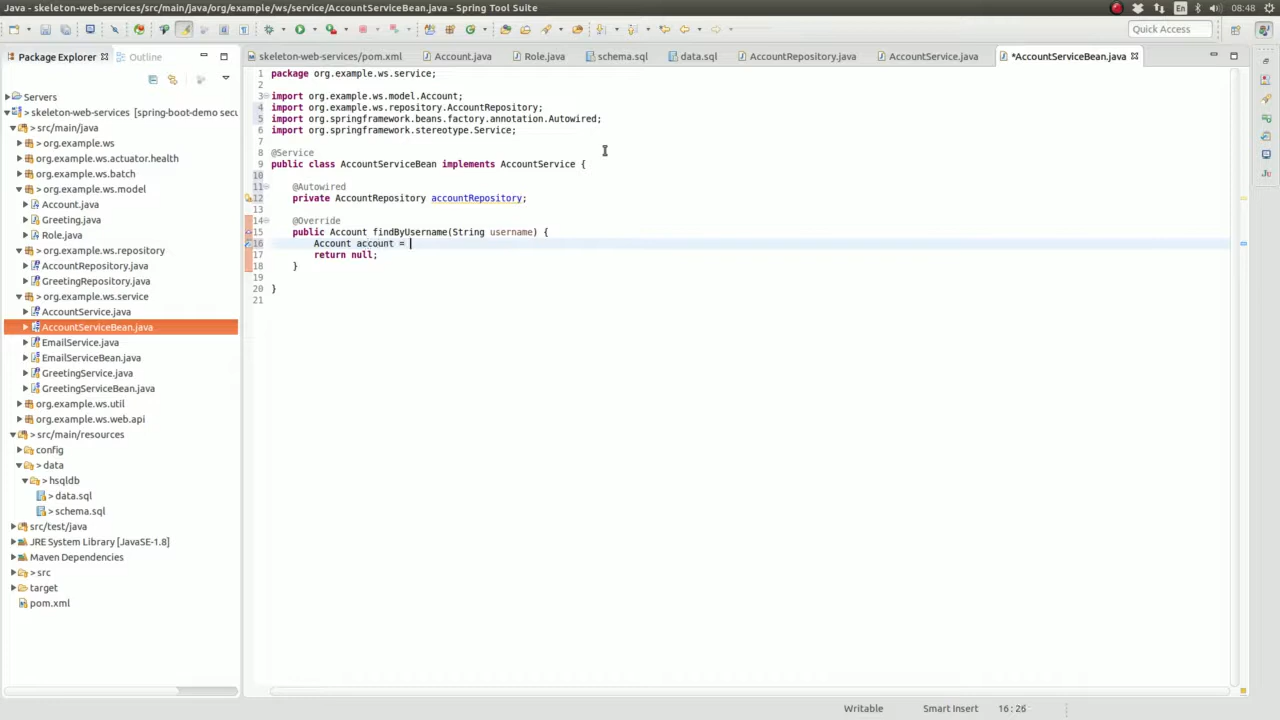 Java - skeleton-web-services/src/main/java/org/example/ws/service/AccountServiceBean.java - Spring Tool Suite
En
08:48
Quick Access
Package Explorer
Outline
Servers
skeleton-web-services [spring-boot-demo secu
> src/main/java
> org.example.ws
org.example.ws.actuator.health
org.example.ws.batch
> org.example.ws.model
Account.java
Greeting.java
Role.java
> org.example.ws.repository
AccountRepository.java
GreetingRepository.java
> org.example.ws.service
AccountService.java
AccountServiceBean.java
EmailService.java
EmailServiceBean.java
GreetingService.java
GreetingServiceBean.java
org.example.ws.util
org.example.ws.web.api
> src/main/resources
config
> data
> hsqldb
> data.sql
> schema.sql
src/test/java
JRE System Library [JavaSE-1.8]
Maven Dependencies
> src
target
pom.xml
skeleton-web-services/pom.xml
Account.java
Role.java
schema.sql
data.sql
AccountRepository.java
AccountService.java
*AccountServiceBean.java
1 package org.example.ws.service;
2
3 import org.example.ws.model.Account;
4 import org.example.ws.repository.AccountRepository;
5 import org.springframework.beans.factory.annotation.Autowired;
6 import org.springframework.stereotype.Service;
7
8 @Service
9 public class AccountServiceBean implements AccountService {
10
11 @Autowired
12 private AccountRepository accountRepository;
13
14 @Override
15 public Account findByUsername(String username) {
16 Account account =
17 return null;
18 }
19
20 }
21
Writable
Smart Insert
16 : 26